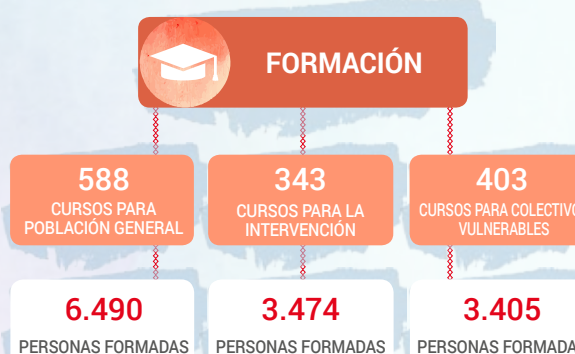 FORMACIÓN
588
CURSOS PARA
POBLACIÓN GENERAL
343
CURSOS PARA LA
INTERVENCIÓN
403
CURSOS PARA COLECTIVO
VULNERABLES
6.490
PERSONAS FORMADAS
3.474
PERSONAS FORMADAS
3.405
PERSONAS FORMADA